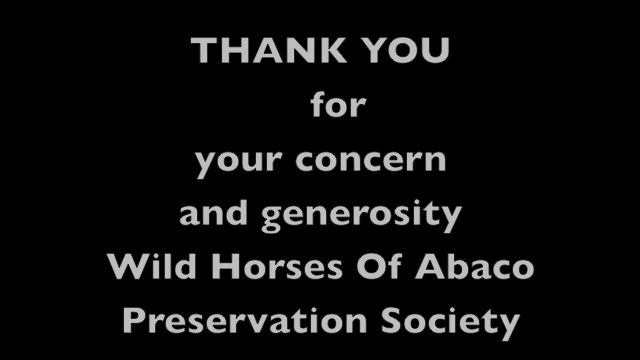 THANK YOU
for
your concern
and generosity
Wild Horses Of Abaco
Preservation Society